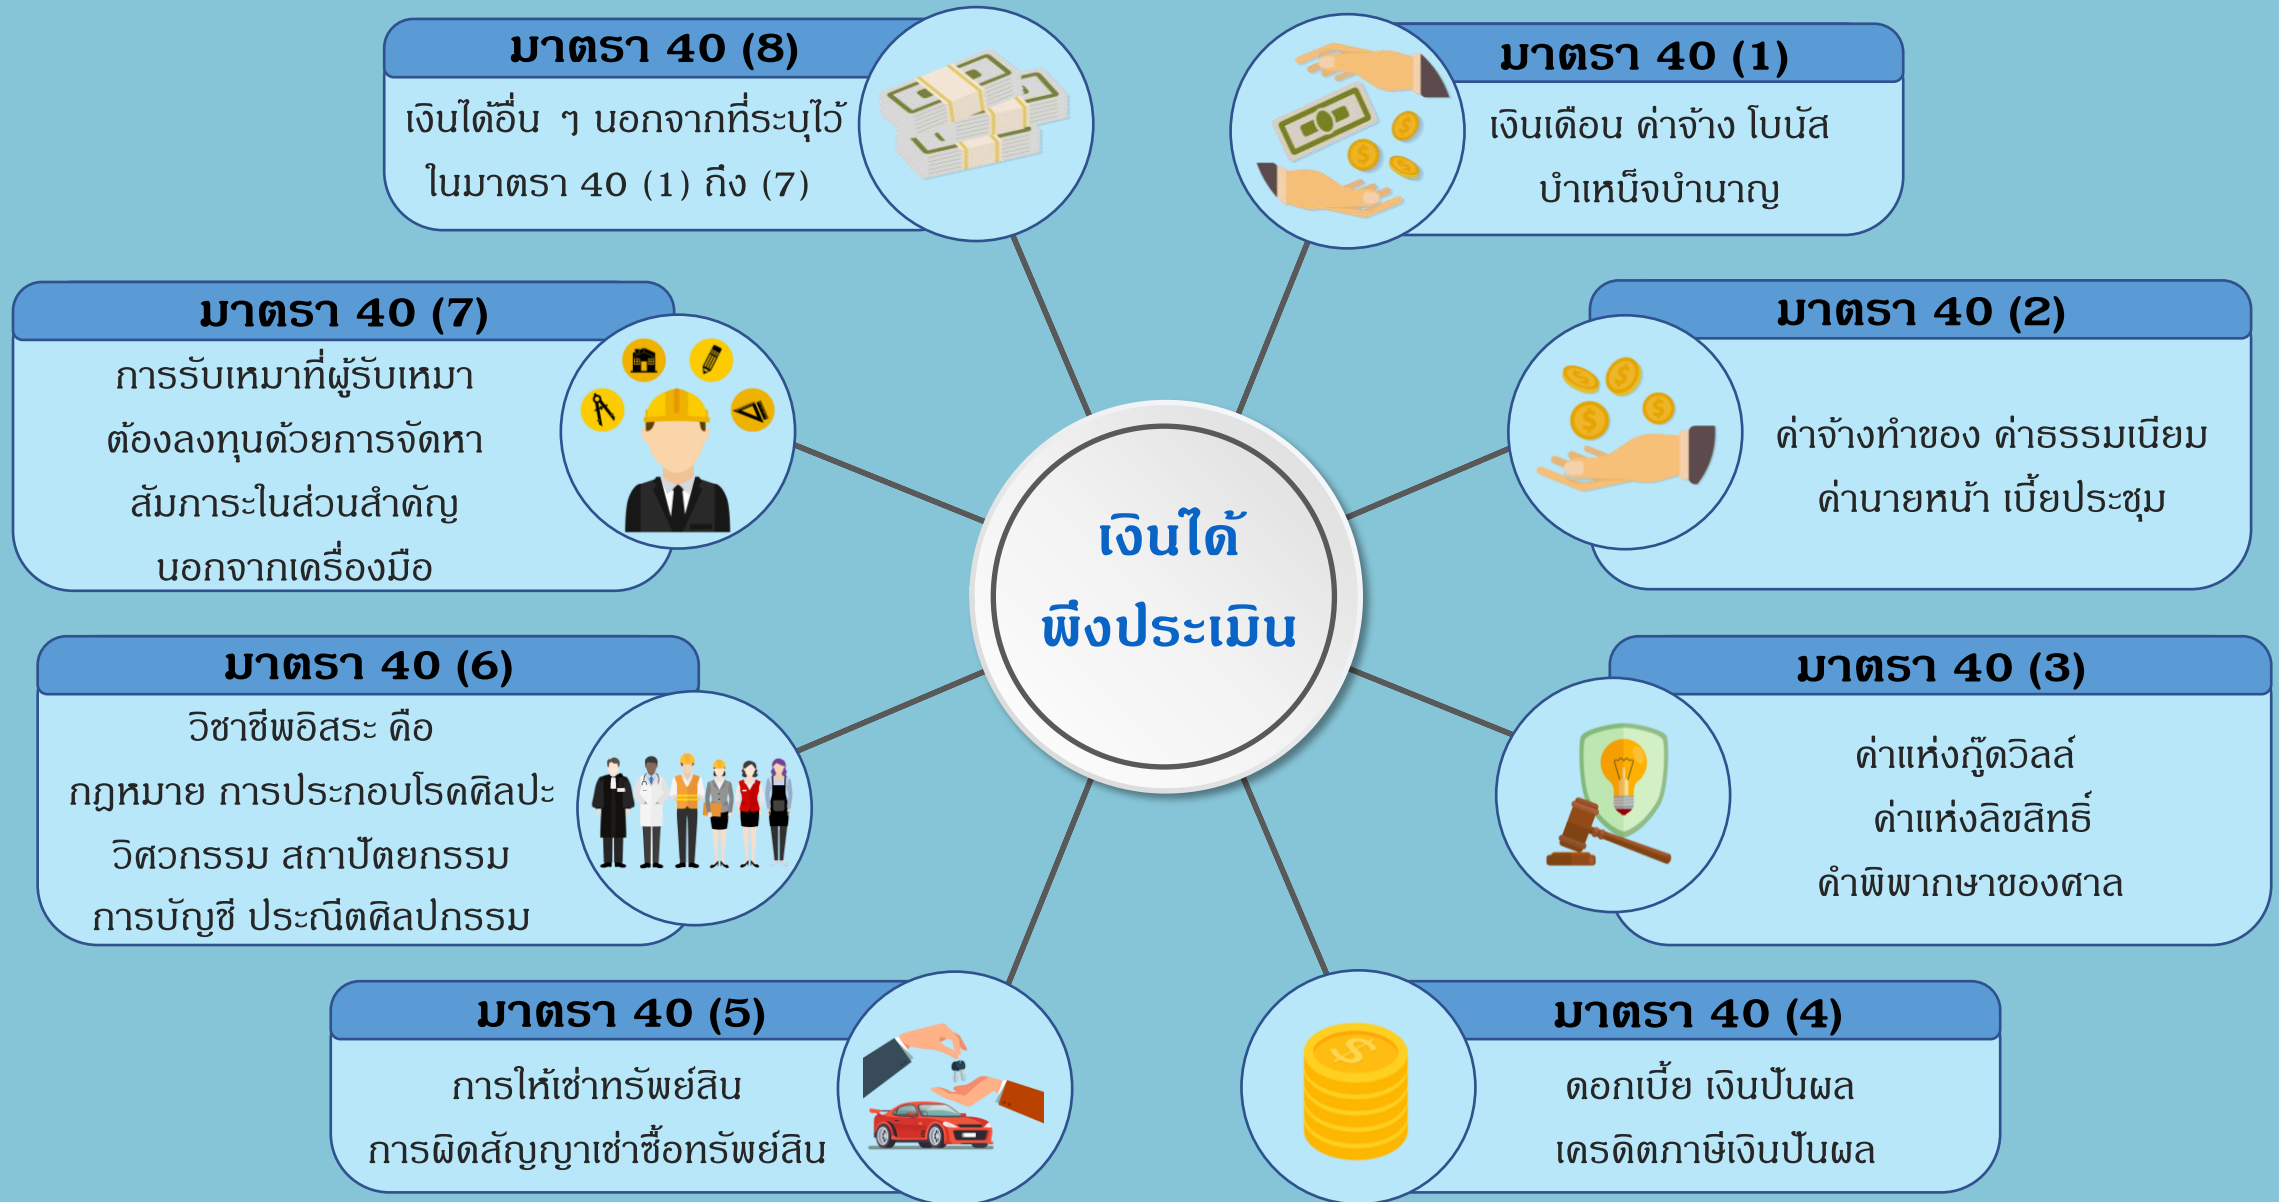 เงินได้
พึงประเมิน
มาตรา 40 (1)
เงินเดือน ค่าจ้าง โบนัส
บำเหน็จบำนาญ
มาตรา 40 (2)
ค่าจ้างทำของ ค่าธรรมเนียม
ค่านายหน้า เบี้ยประชุม
มาตรา 40 (3)
ค่าแห่งกู๊ดวิลล์
ค่าแห่งลิขสิทธิ์
คำพิพากษาของศาล
มาตรา 40 (4)
ดอกเบี้ย เงินปันผล
เครดิตภาษีเงินปันผล
มาตรา 40 (5)
การให้เช่าทรัพย์สิน
การผิดสัญญาเช่าซื้อทรัพย์สิน
มาตรา 40 (6)
วิชาชีพอิสระ คือ
กฎหมาย การประกอบโรคศิลปะ
วิศวกรรม สถาปัตยกรรม
การบัญชี ประณีตศิลปกรรม
มาตรา 40 (7)
การรับเหมาที่ผู้รับเหมา
ต้องลงทุนด้วยการจัดหา
สัมภาระในส่วนสำคัญ
นอกจากเครื่องมือ
มาตรา 40 (8)
เงินได้อื่น ๆ นอกจากที่ระบุไว้
ในมาตรา 40 (1) ถึง (7)